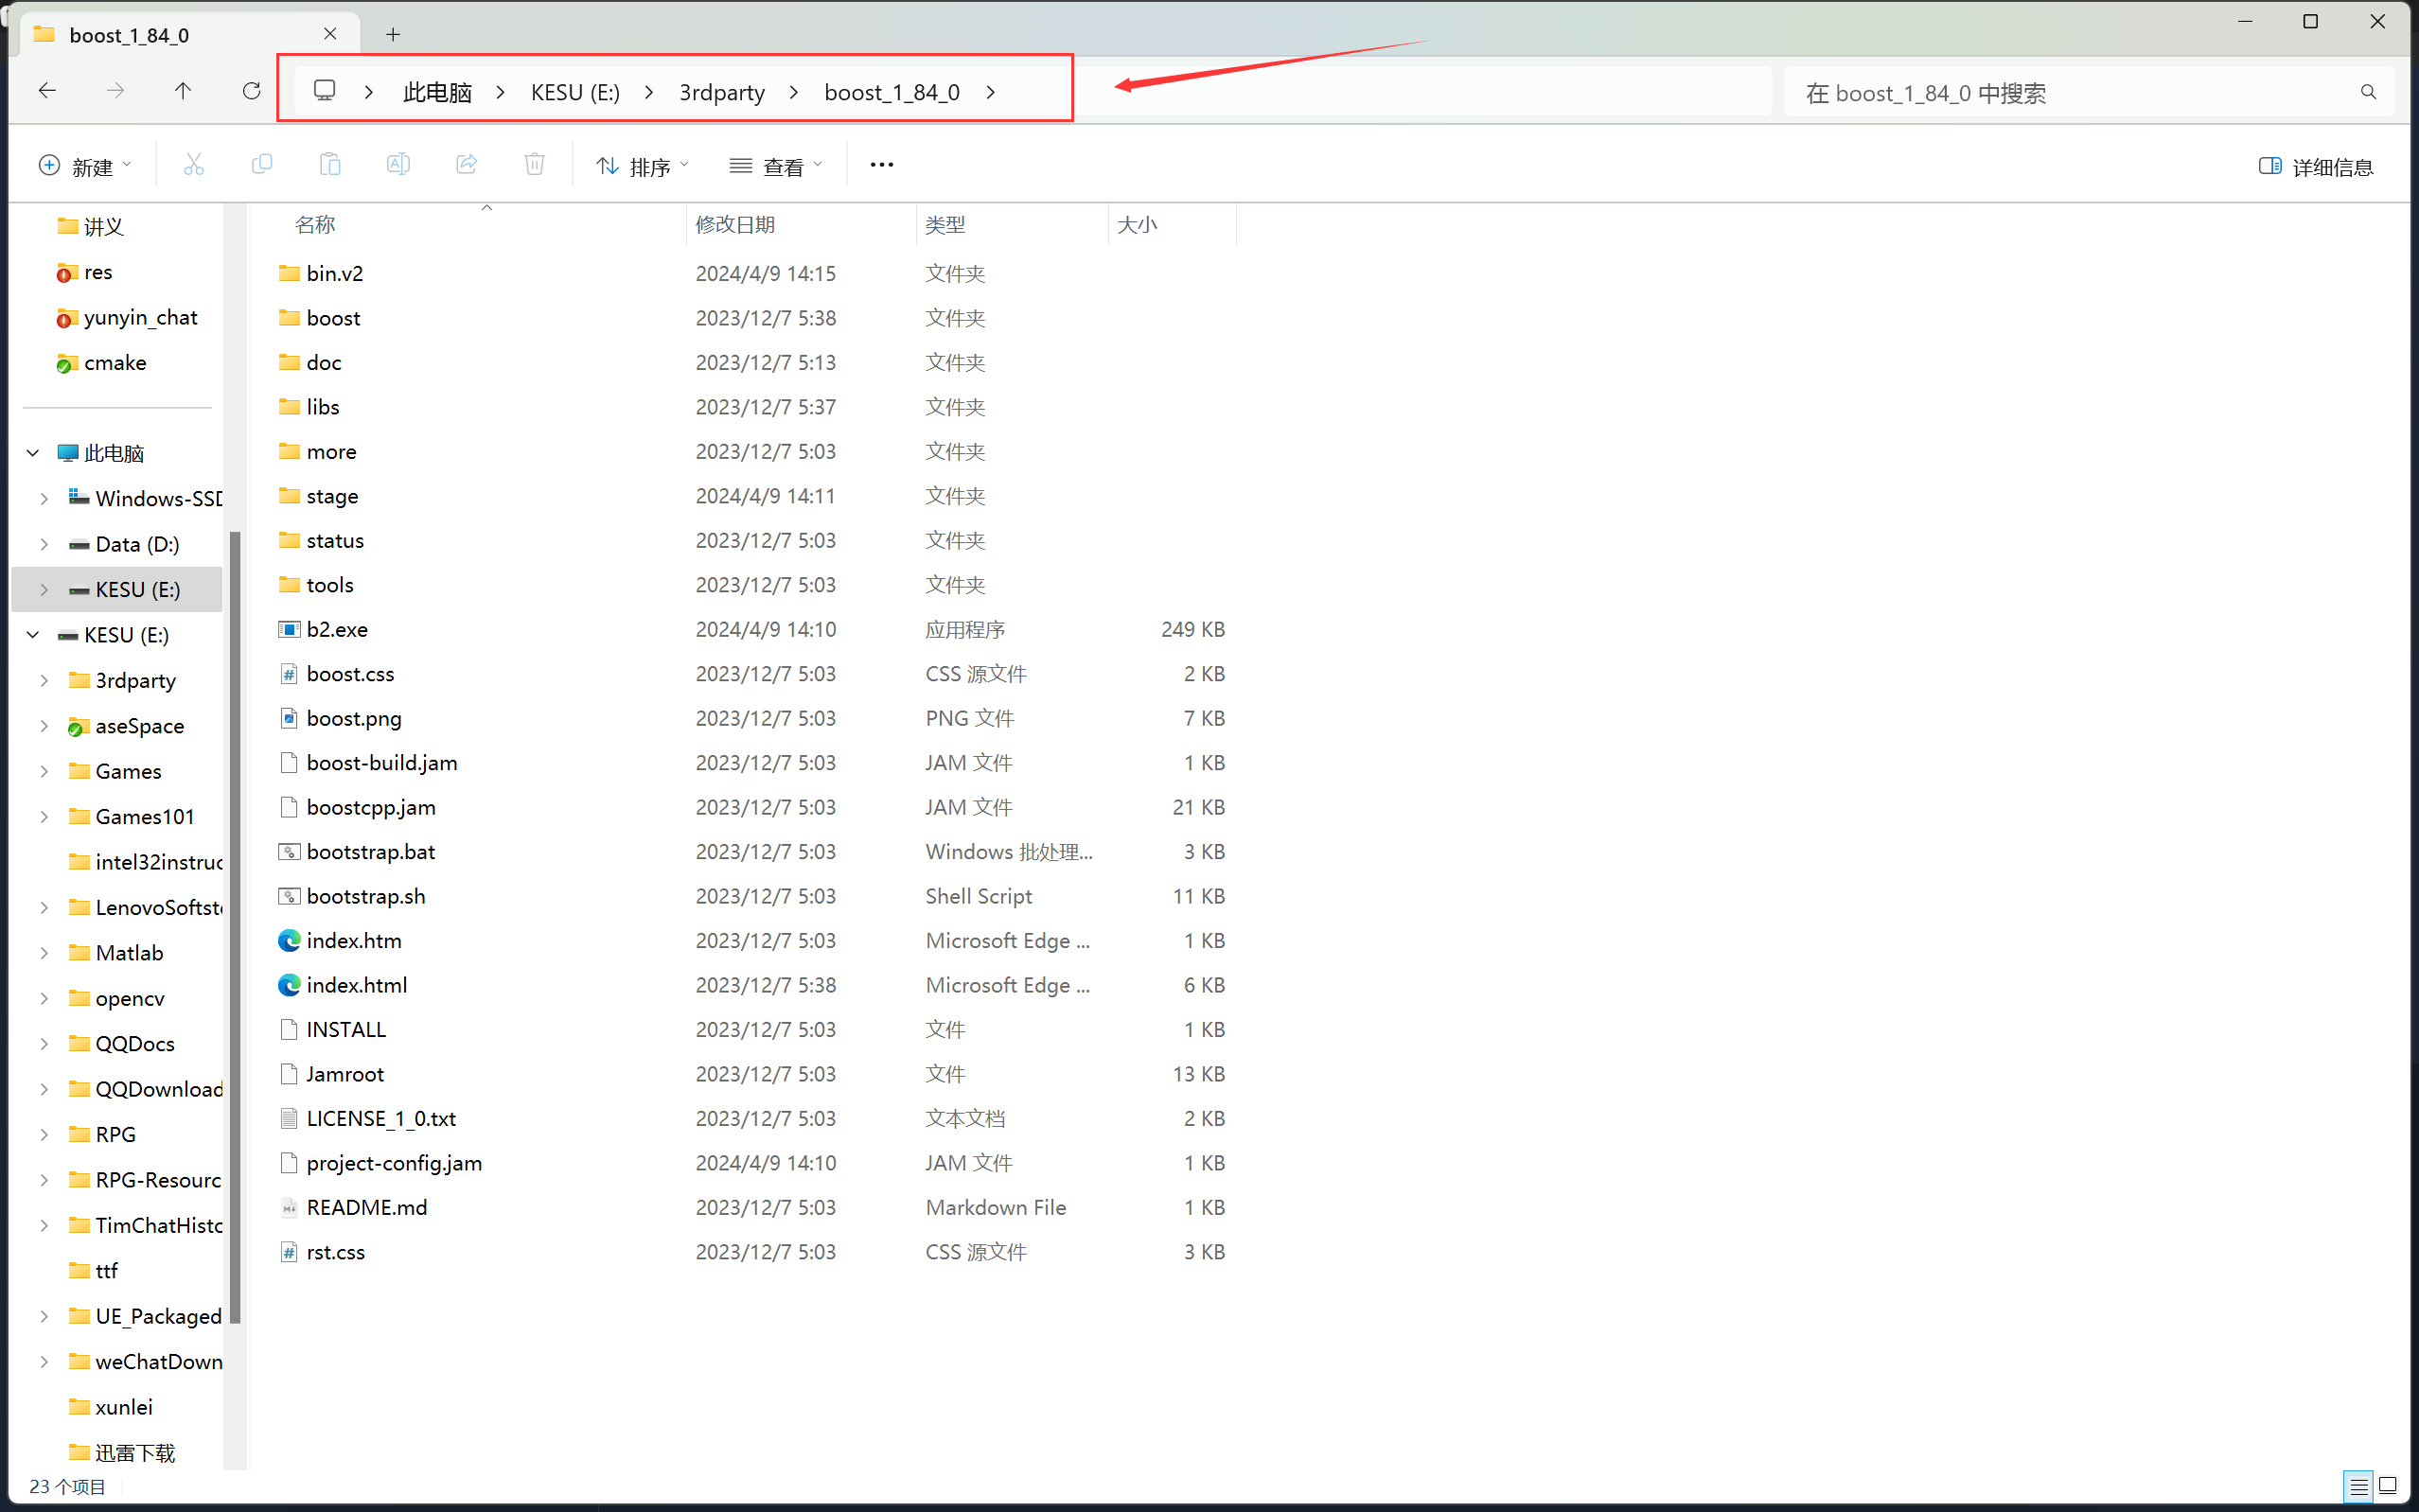 boost_1_84_0
此电脑 KESU (E:) 3rdparty boost_1_84_0 在 boost_1_84_0 中搜索
新建 排序 查看 详细信息
讲义
res
yunyin_chat
cmake
此电脑
Windows-SSD
Data (D:)
KESU (E:)
KESU (E:)
3rdparty
aseSpace
Games
Games101
intel32instruc
LenovoSoftst
Matlab
opencv
QQDocs
QQDownload
RPG
RPG-Resourc
TimChatHisto
ttf
UE_Packaged
weChatDown
xunlei
迅雷下载
名称 修改日期 类型 大小
bin.v2 2024/4/9 14:15 文件夹
boost 2023/12/7 5:38 文件夹
doc 2023/12/7 5:13 文件夹
libs 2023/12/7 5:37 文件夹
more 2023/12/7 5:03 文件夹
stage 2024/4/9 14:11 文件夹
status 2023/12/7 5:03 文件夹
tools 2023/12/7 5:03 文件夹
b2.exe 2024/4/9 14:10 应用程序 249 KB
boost.css 2023/12/7 5:03 CSS 源文件 2 KB
boost.png 2023/12/7 5:03 PNG 文件 7 KB
boost-build.jam 2023/12/7 5:03 JAM 文件 1 KB
boostcpp.jam 2023/12/7 5:03 JAM 文件 21 KB
bootstrap.bat 2023/12/7 5:03 Windows 批处理... 3 KB
bootstrap.sh 2023/12/7 5:03 Shell Script 11 KB
index.htm 2023/12/7 5:03 Microsoft Edge ... 1 KB
index.html 2023/12/7 5:38 Microsoft Edge ... 6 KB
INSTALL 2023/12/7 5:03 文件 1 KB
Jamroot 2023/12/7 5:03 文件 13 KB
LICENSE_1_0.txt 2023/12/7 5:03 文本文档 2 KB
project-config.jam 2024/4/9 14:10 JAM 文件 1 KB
README.md 2023/12/7 5:03 Markdown File 1 KB
rst.css 2023/12/7 5:03 CSS 源文件 3 KB
23 个项目